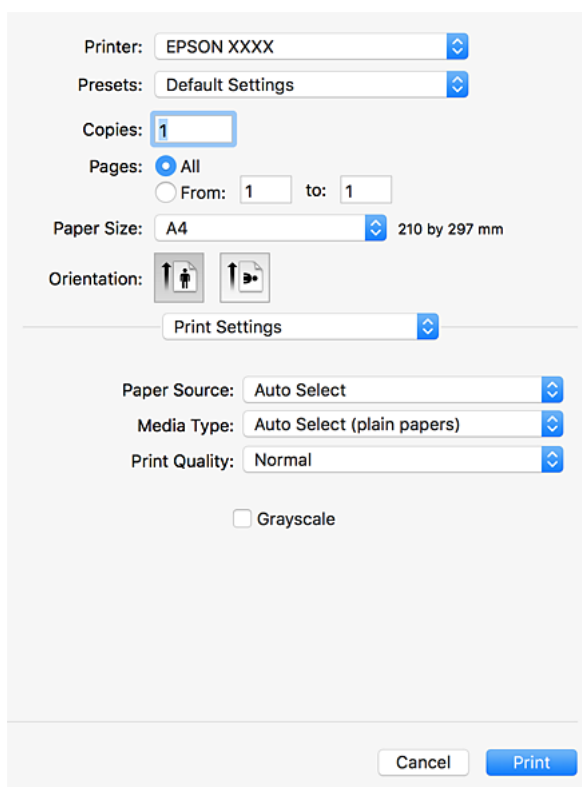 Printer: EPSON XXXX
Presets: Default Settings
Copies: 1
Pages: All
From: 1 to: 1
Paper Size: A4 210 by 297 mm
Orientation:
Print Settings
Paper Source: Auto Select
Media Type: Auto Select (plain papers)
Print Quality: Normal
Grayscale
Cancel Print